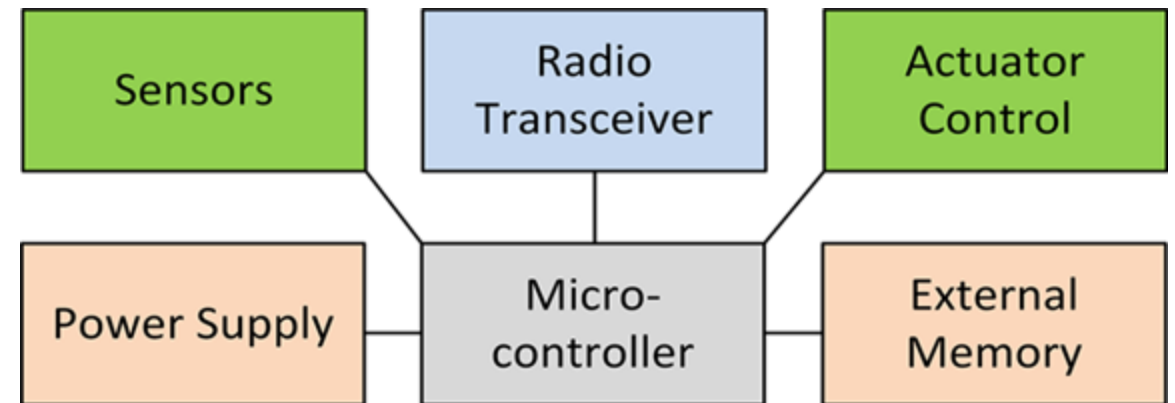 Sensors
Radio
Transceiver
Actuator
Control
Power Supply
Micro-
controller
External
Memory